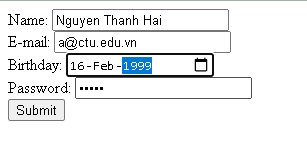 Name: Nguyen Thanh Hai
E-mail: a@ctu.edu.vn
Birthday: 16-Feb-1999
Password: •••••
Submit